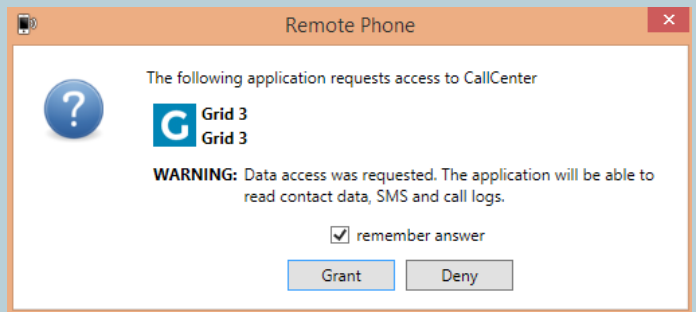 Remote Phone
The following application requests access to CallCenter
G Grid 3
Grid 3
WARNING: Data access was requested. The application will be able to
read contact data, SMS and call logs.
remember answer
Grant Deny